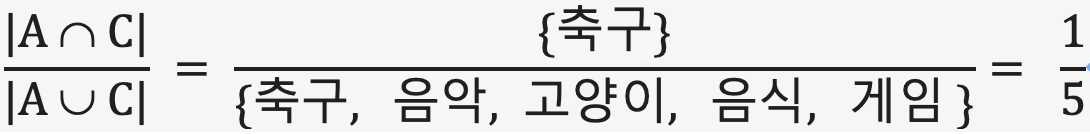 |A ∩ C| / |A ∪ C| = {축구} / {축구, 음악, 고양이, 음식, 게임 } = 1 / 5